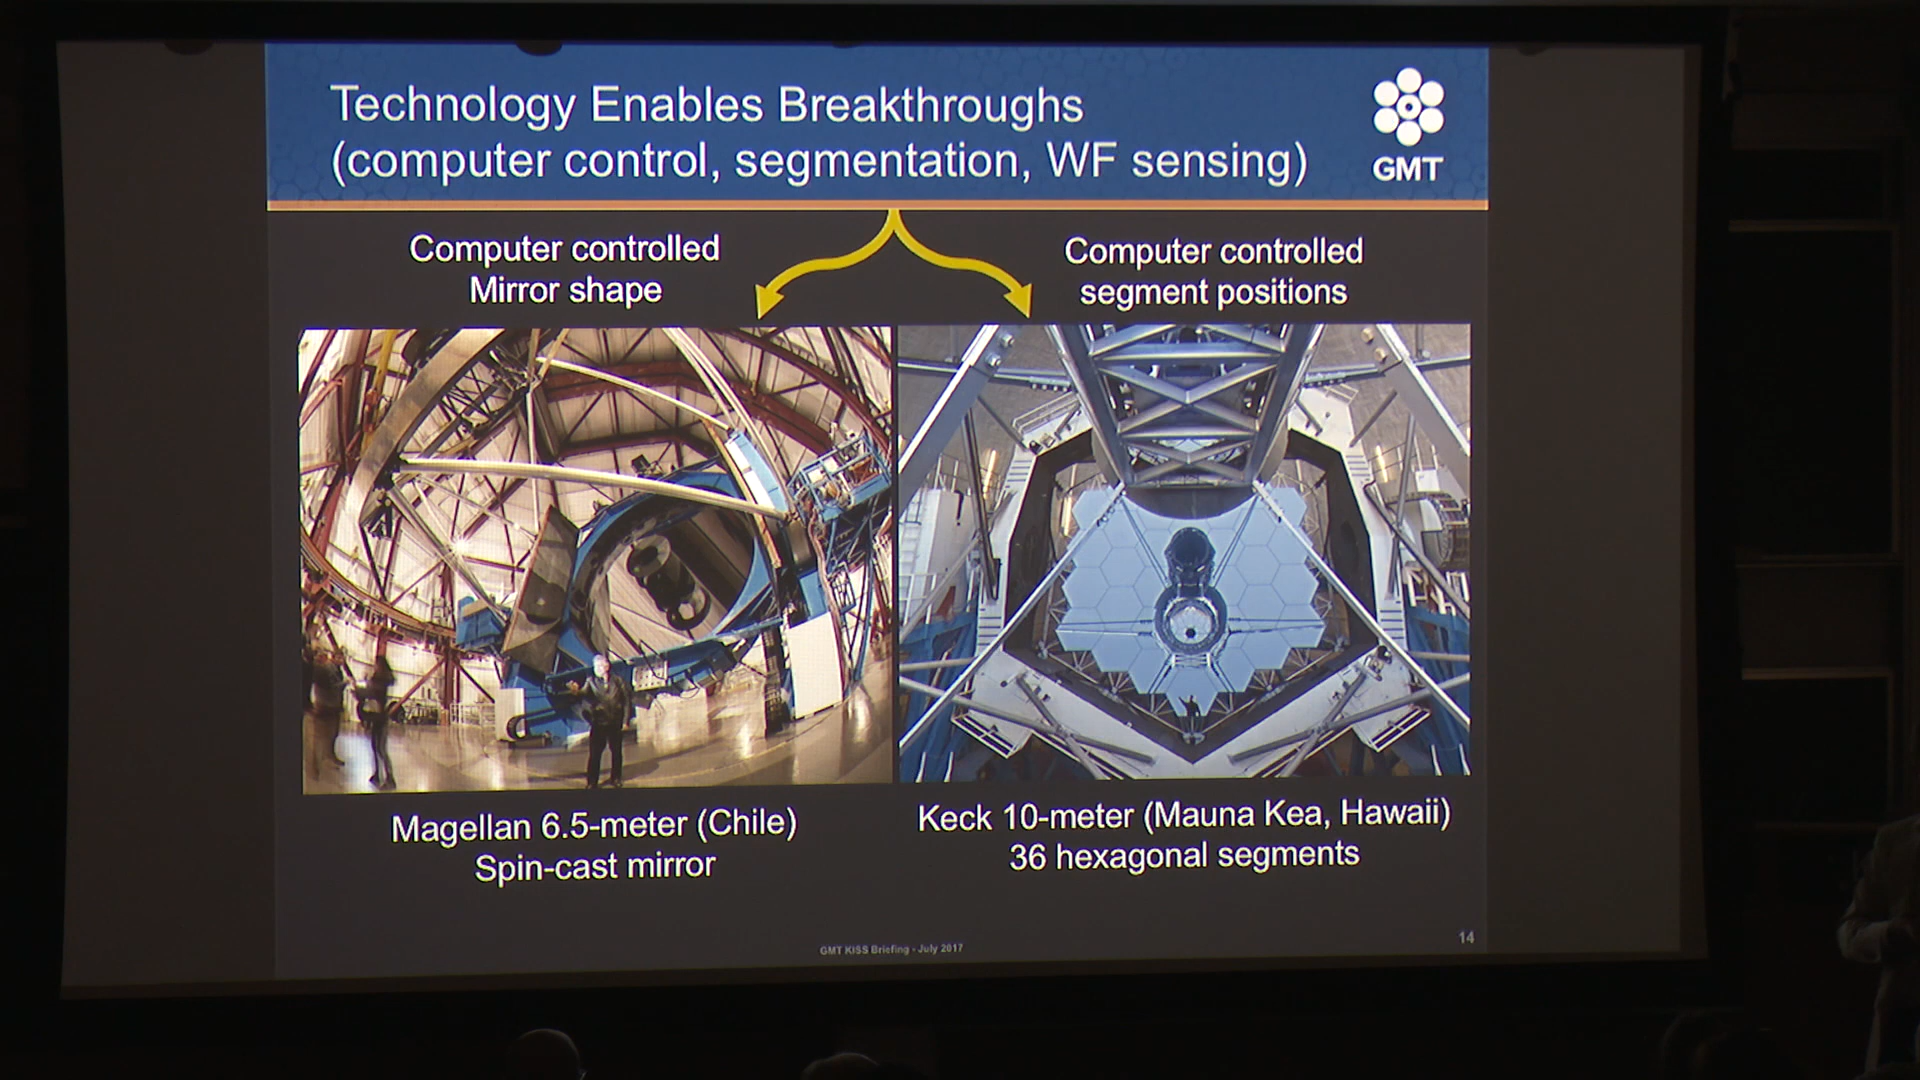 Technology Enables Breakthroughs
(computer control, segmentation, WF sensing)
GMT
Computer controlled
Mirror shape
Computer controlled
segment positions
Magellan 6.5-meter (Chile)
Spin-cast mirror
Keck 10-meter (Mauna Kea, Hawaii)
36 hexagonal segments
GMT KISS Briefing - July 2017
14